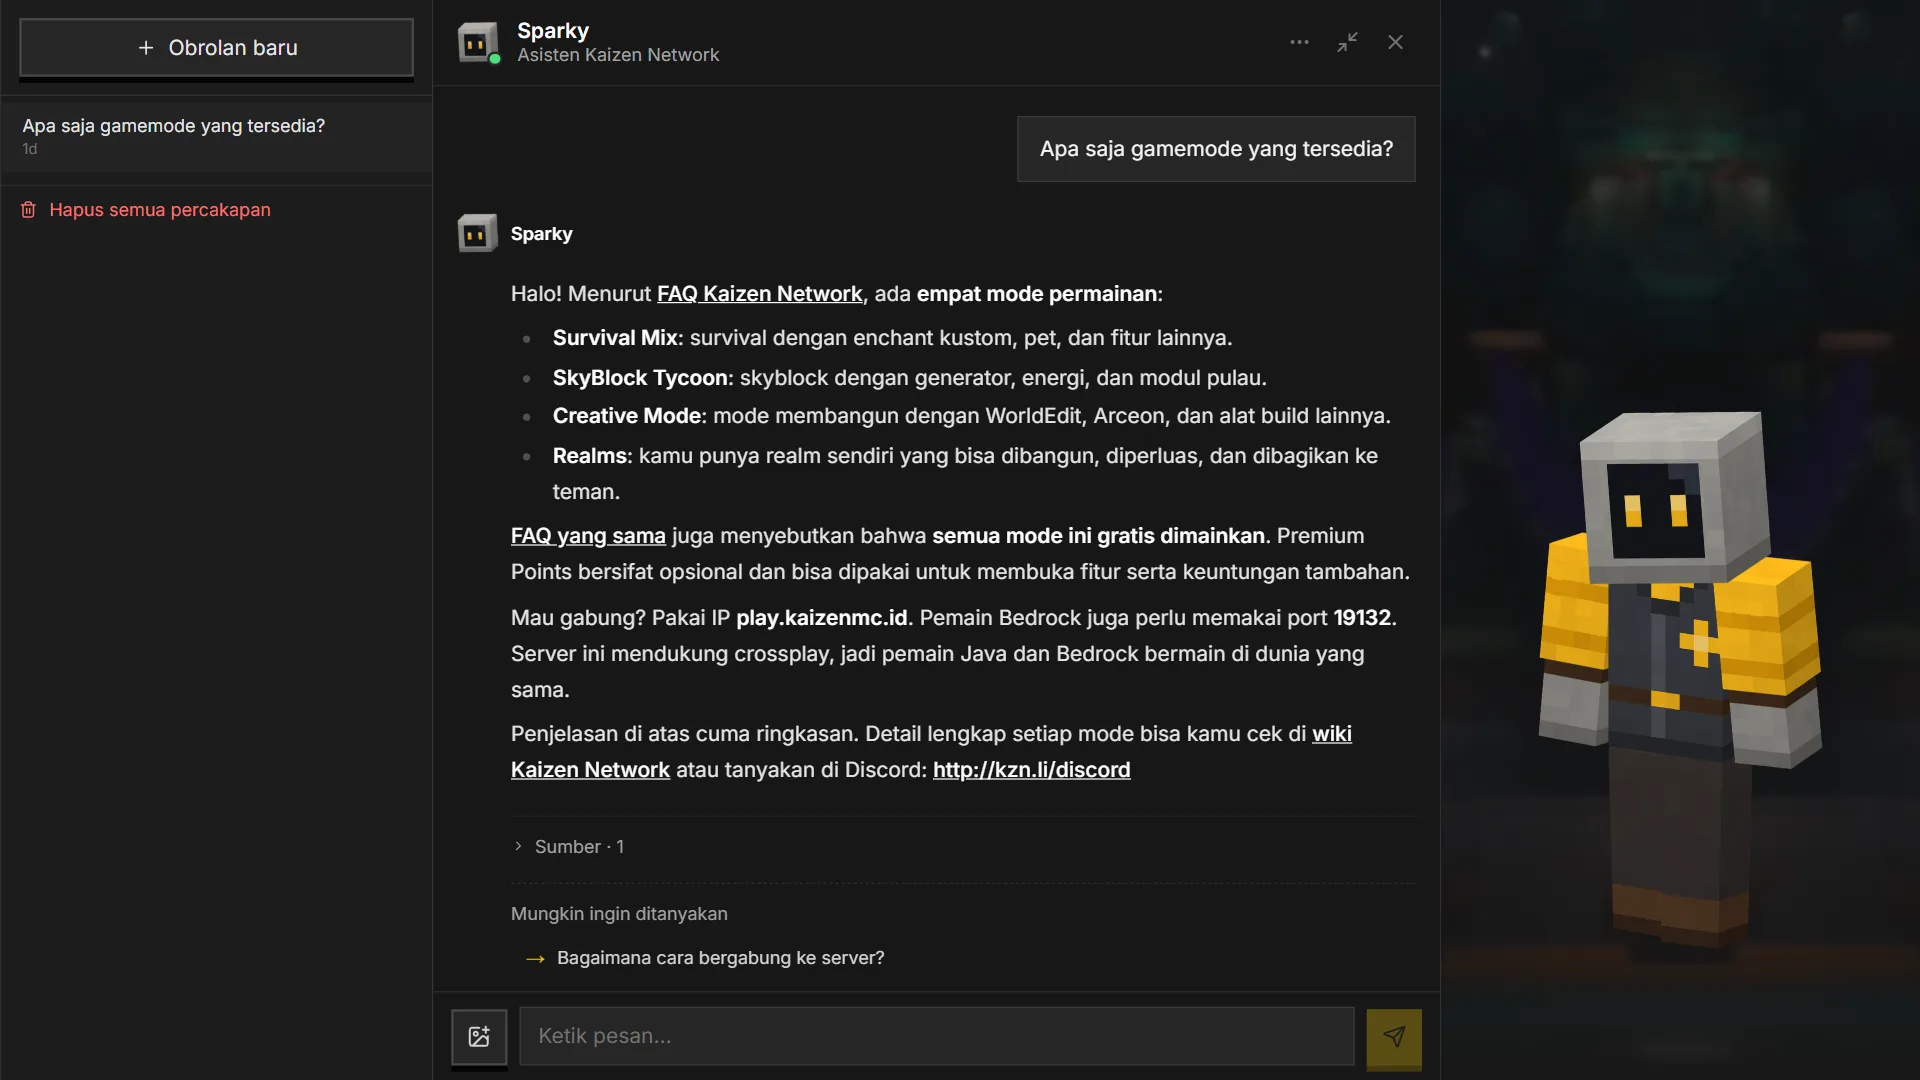 + Obrolan baru
Apa saja gamemode yang tersedia?
1d
Hapus semua percakapan
Sparky
Asisten Kaizen Network
Apa saja gamemode yang tersedia?
Sparky
Halo! Menurut FAQ Kaizen Network, ada empat mode permainan:
• Survival Mix: survival dengan enchant kustom, pet, dan fitur lainnya.
• SkyBlock Tycoon: skyblock dengan generator, energi, dan modul pulau.
• Creative Mode: mode membangun dengan WorldEdit, Arceon, dan alat build lainnya.
• Realms: kamu punya realm sendiri yang bisa dibangun, diperluas, dan dibagikan ke
teman.
FAQ yang sama juga menyebutkan bahwa semua mode ini gratis dimainkan. Premium
Points bersifat opsional dan bisa dipakai untuk membuka fitur serta keuntungan tambahan.
Mau gabung? Pakai IP play.kaizenmc.id. Pemain Bedrock juga perlu memakai port 19132.
Server ini mendukung crossplay, jadi pemain Java dan Bedrock bermain di dunia yang
sama.
Penjelasan di atas cuma ringkasan. Detail lengkap setiap mode bisa kamu cek di wiki
Kaizen Network atau tanyakan di Discord: http://kzn.li/discord
Sumber · 1
Mungkin ingin ditanyakan
→ Bagaimana cara bergabung ke server?
Ketik pesan...